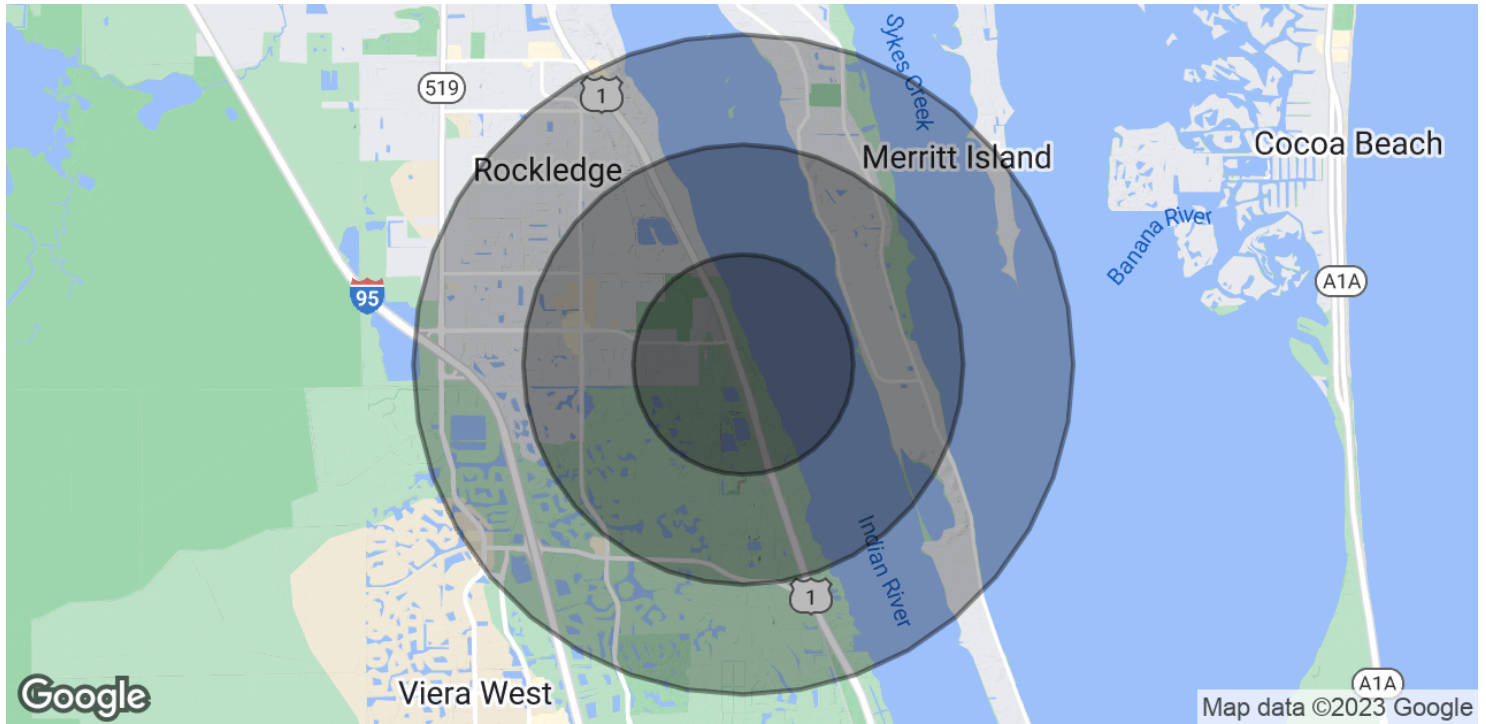 Sykes Creek
519
1
Cocoa Beach
Merritt Island
Rockledge
Banana River
A1A
95
Indian River
1
Viera West
A1A
Google
Map data ©2023 Google